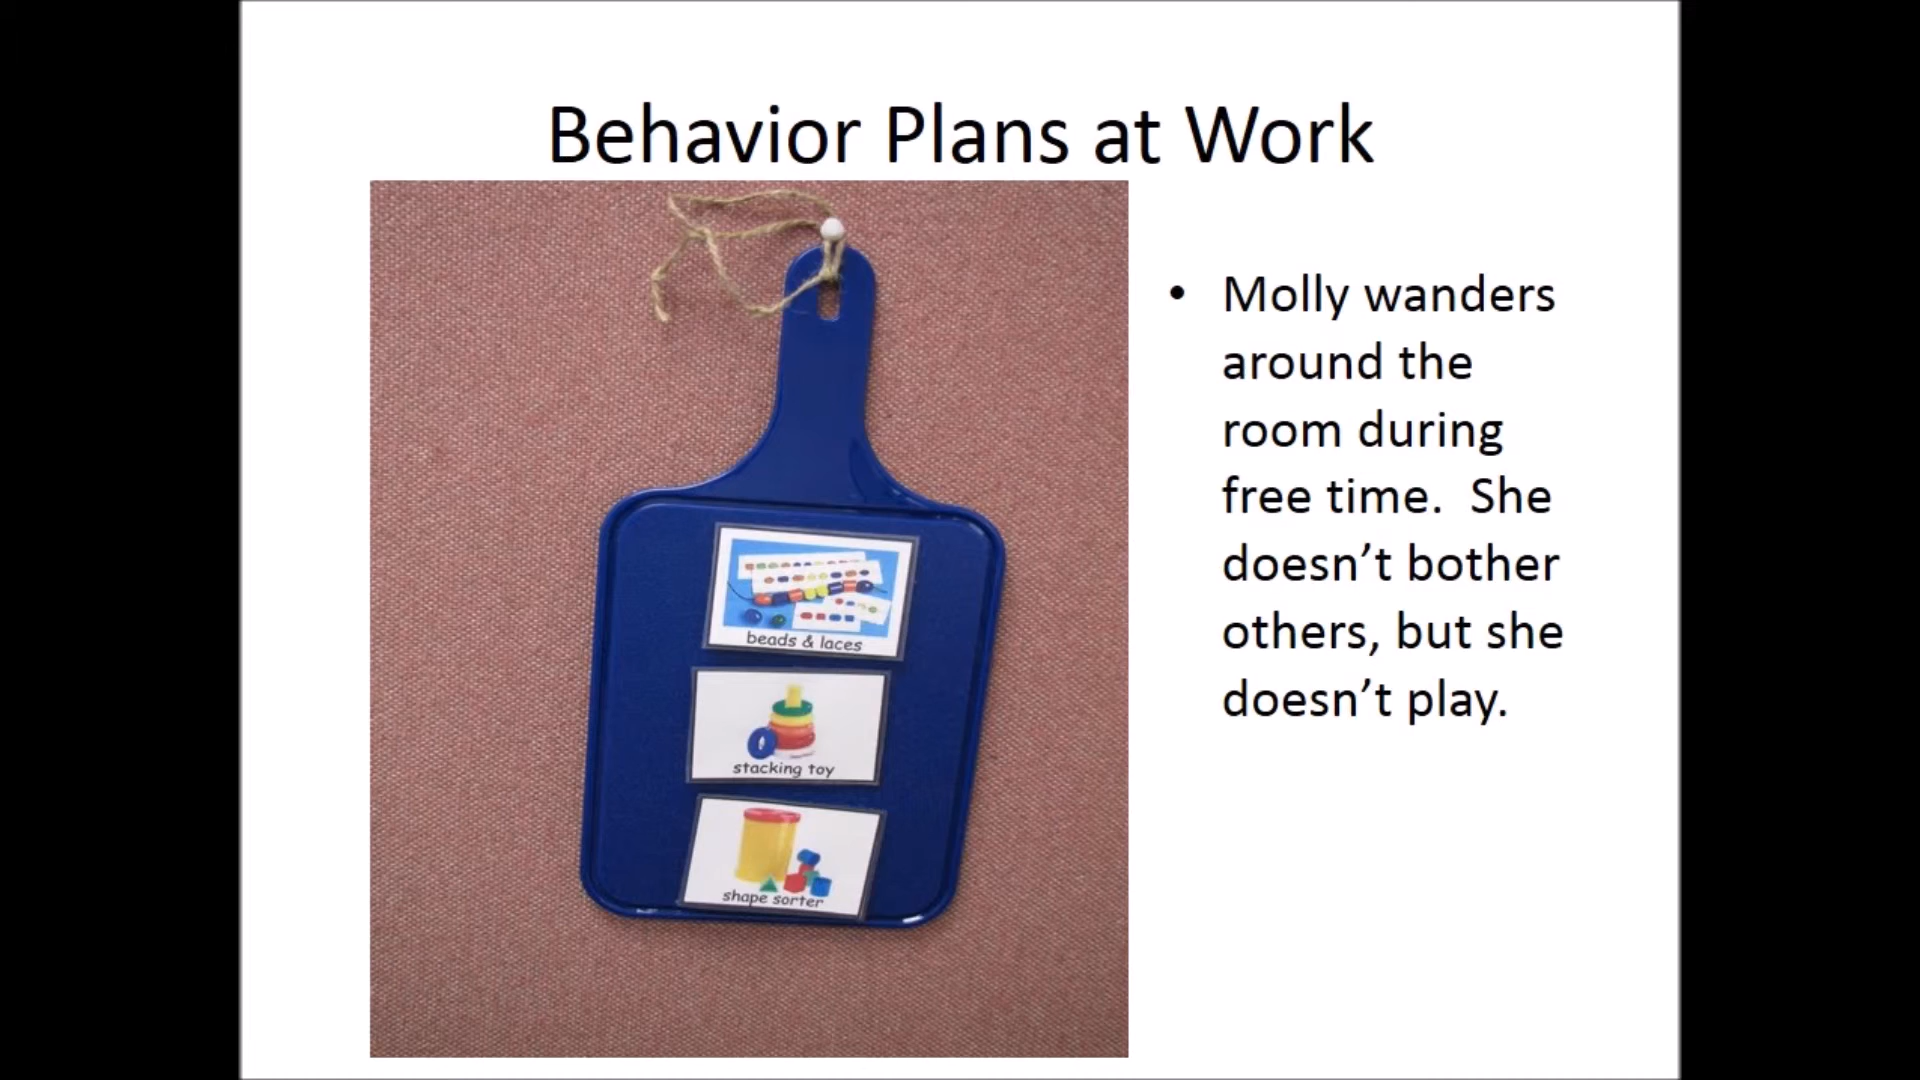 Behavior Plans at Work
beads & laces
stacking toy
shape sorter
• Molly wanders
around the
room during
free time.  She
doesn’t bother
others, but she
doesn’t play.